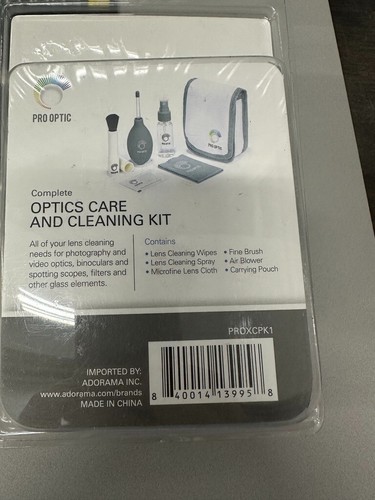 PRO OPTIC
PRO OPTIC
Complete
OPTICS CARE
AND CLEANING KIT
All of your lens cleaning
needs for photography and
video optics, binoculars and
spotting scopes, filters and
other glass elements.
Contains
• Lens Cleaning Wipes
• Lens Cleaning Spray
• Microfine Lens Cloth
• Fine Brush
• Air Blower
• Carrying Pouch
PROXCPK1
IMPORTED BY:
ADORAMA INC.
www.adorama.com/brands
MADE IN CHINA
8 40014 13995 8